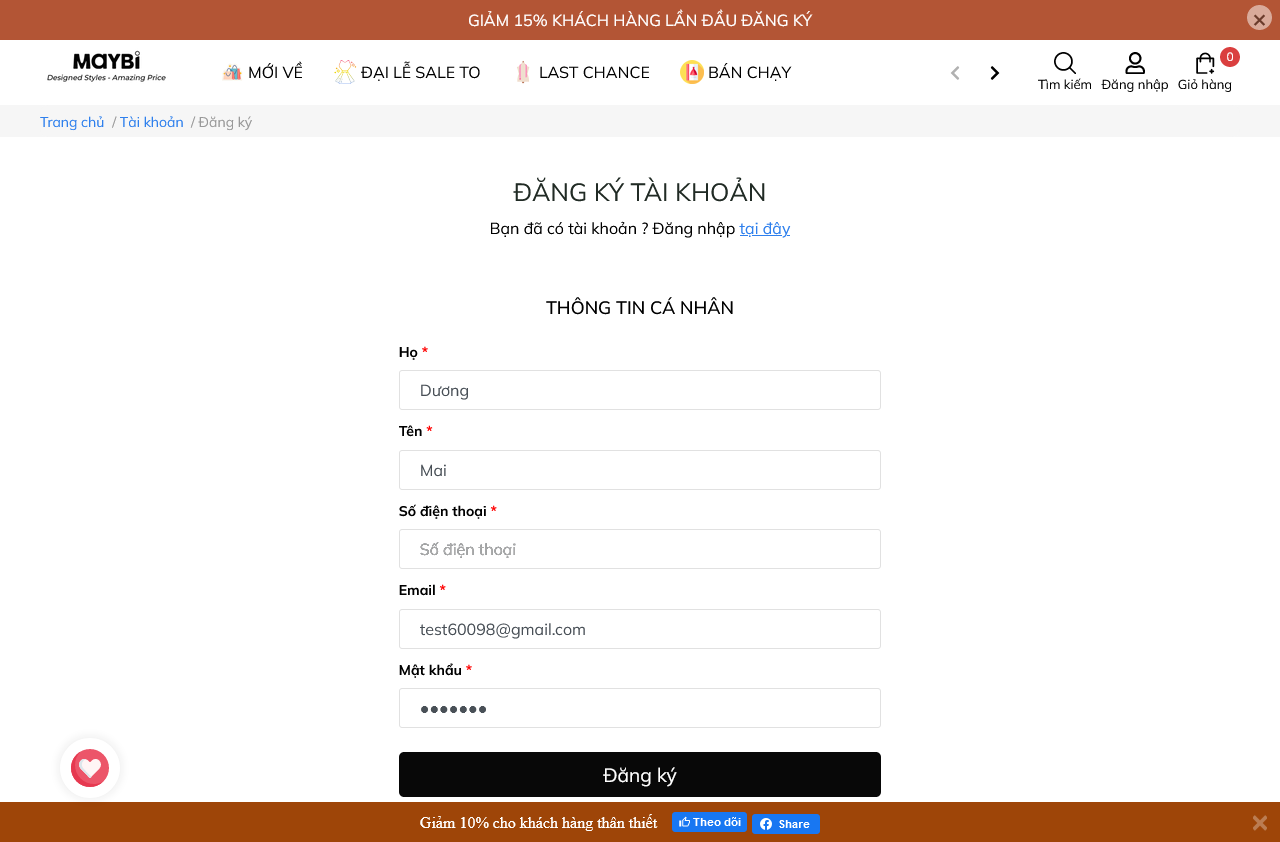 GIẢM 15% KHÁCH HÀNG LẦN ĐẦU ĐĂNG KÝ
MAYBI
Designed Styles - Amazing Price
MỚI VỀ
ĐẠI LỄ SALE TO
LAST CHANCE
BÁN CHẠY
Tìm kiếm
Đăng nhập
Giỏ hàng
0
Trang chủ / Tài khoản / Đăng ký
ĐĂNG KÝ TÀI KHOẢN
Bạn đã có tài khoản ? Đăng nhập tại đây
THÔNG TIN CÁ NHÂN
Họ *
Dương
Tên *
Mai
Số điện thoại *
Số điện thoại
Email *
test60098@gmail.com
Mật khẩu *
•••••••
Đăng ký
Giảm 10% cho khách hàng thân thiết
Theo dõi
Share